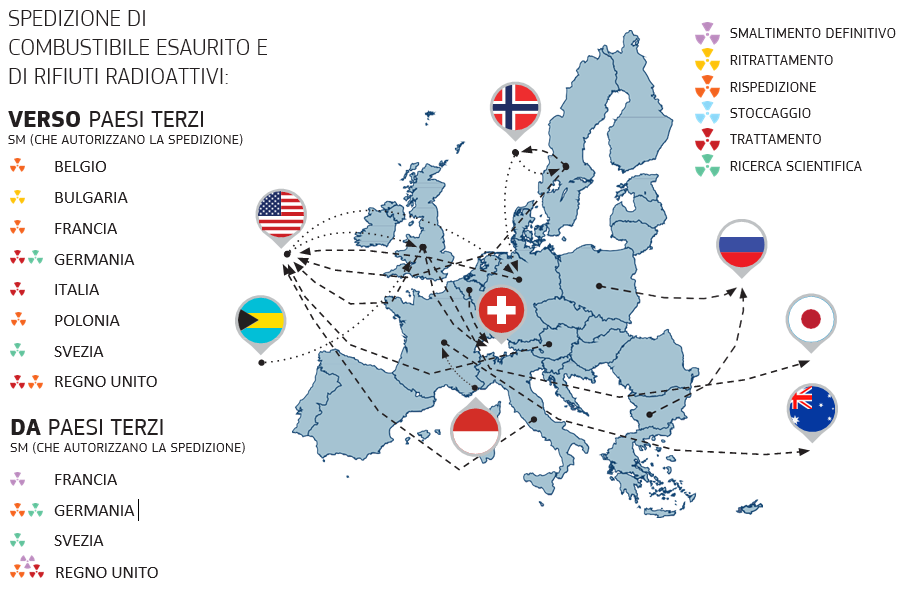 SPEDIZIONE DI
COMBUSTIBILE ESAURITO E
DI RIFIUTI RADIOATTIVI:
VERSO PAESI TERZI
SM (CHE AUTORIZZANO LA SPEDIZIONE)
BELGIO
BULGARIA
FRANCIA
GERMANIA
ITALIA
POLONIA
SVEZIA
REGNO UNITO
DA PAESI TERZI
SM (CHE AUTORIZZANO LA SPEDIZIONE)
FRANCIA
GERMANIA
SVEZIA
REGNO UNITO
SMALTIMENTO DEFINITIVO
RITRATTAMENTO
RISPEDIZIONE
STOCCAGGIO
TRATTAMENTO
RICERCA SCIENTIFICA